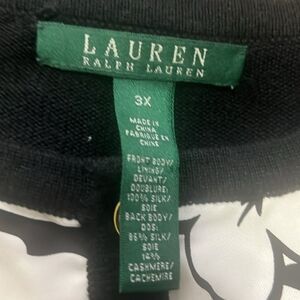 LAUREN
RALPH LAUREN
3X
MADE IN
CHINA
FABRIQUE EN
CHINE
FRONT BODY/
LINING/
DEVANT/
DOUBLURE:
100% SILK/
SOIE
BACK BODY/
DOS:
86% SILK/
SOIE
14%
CASHMERE/
CACHEMIRE